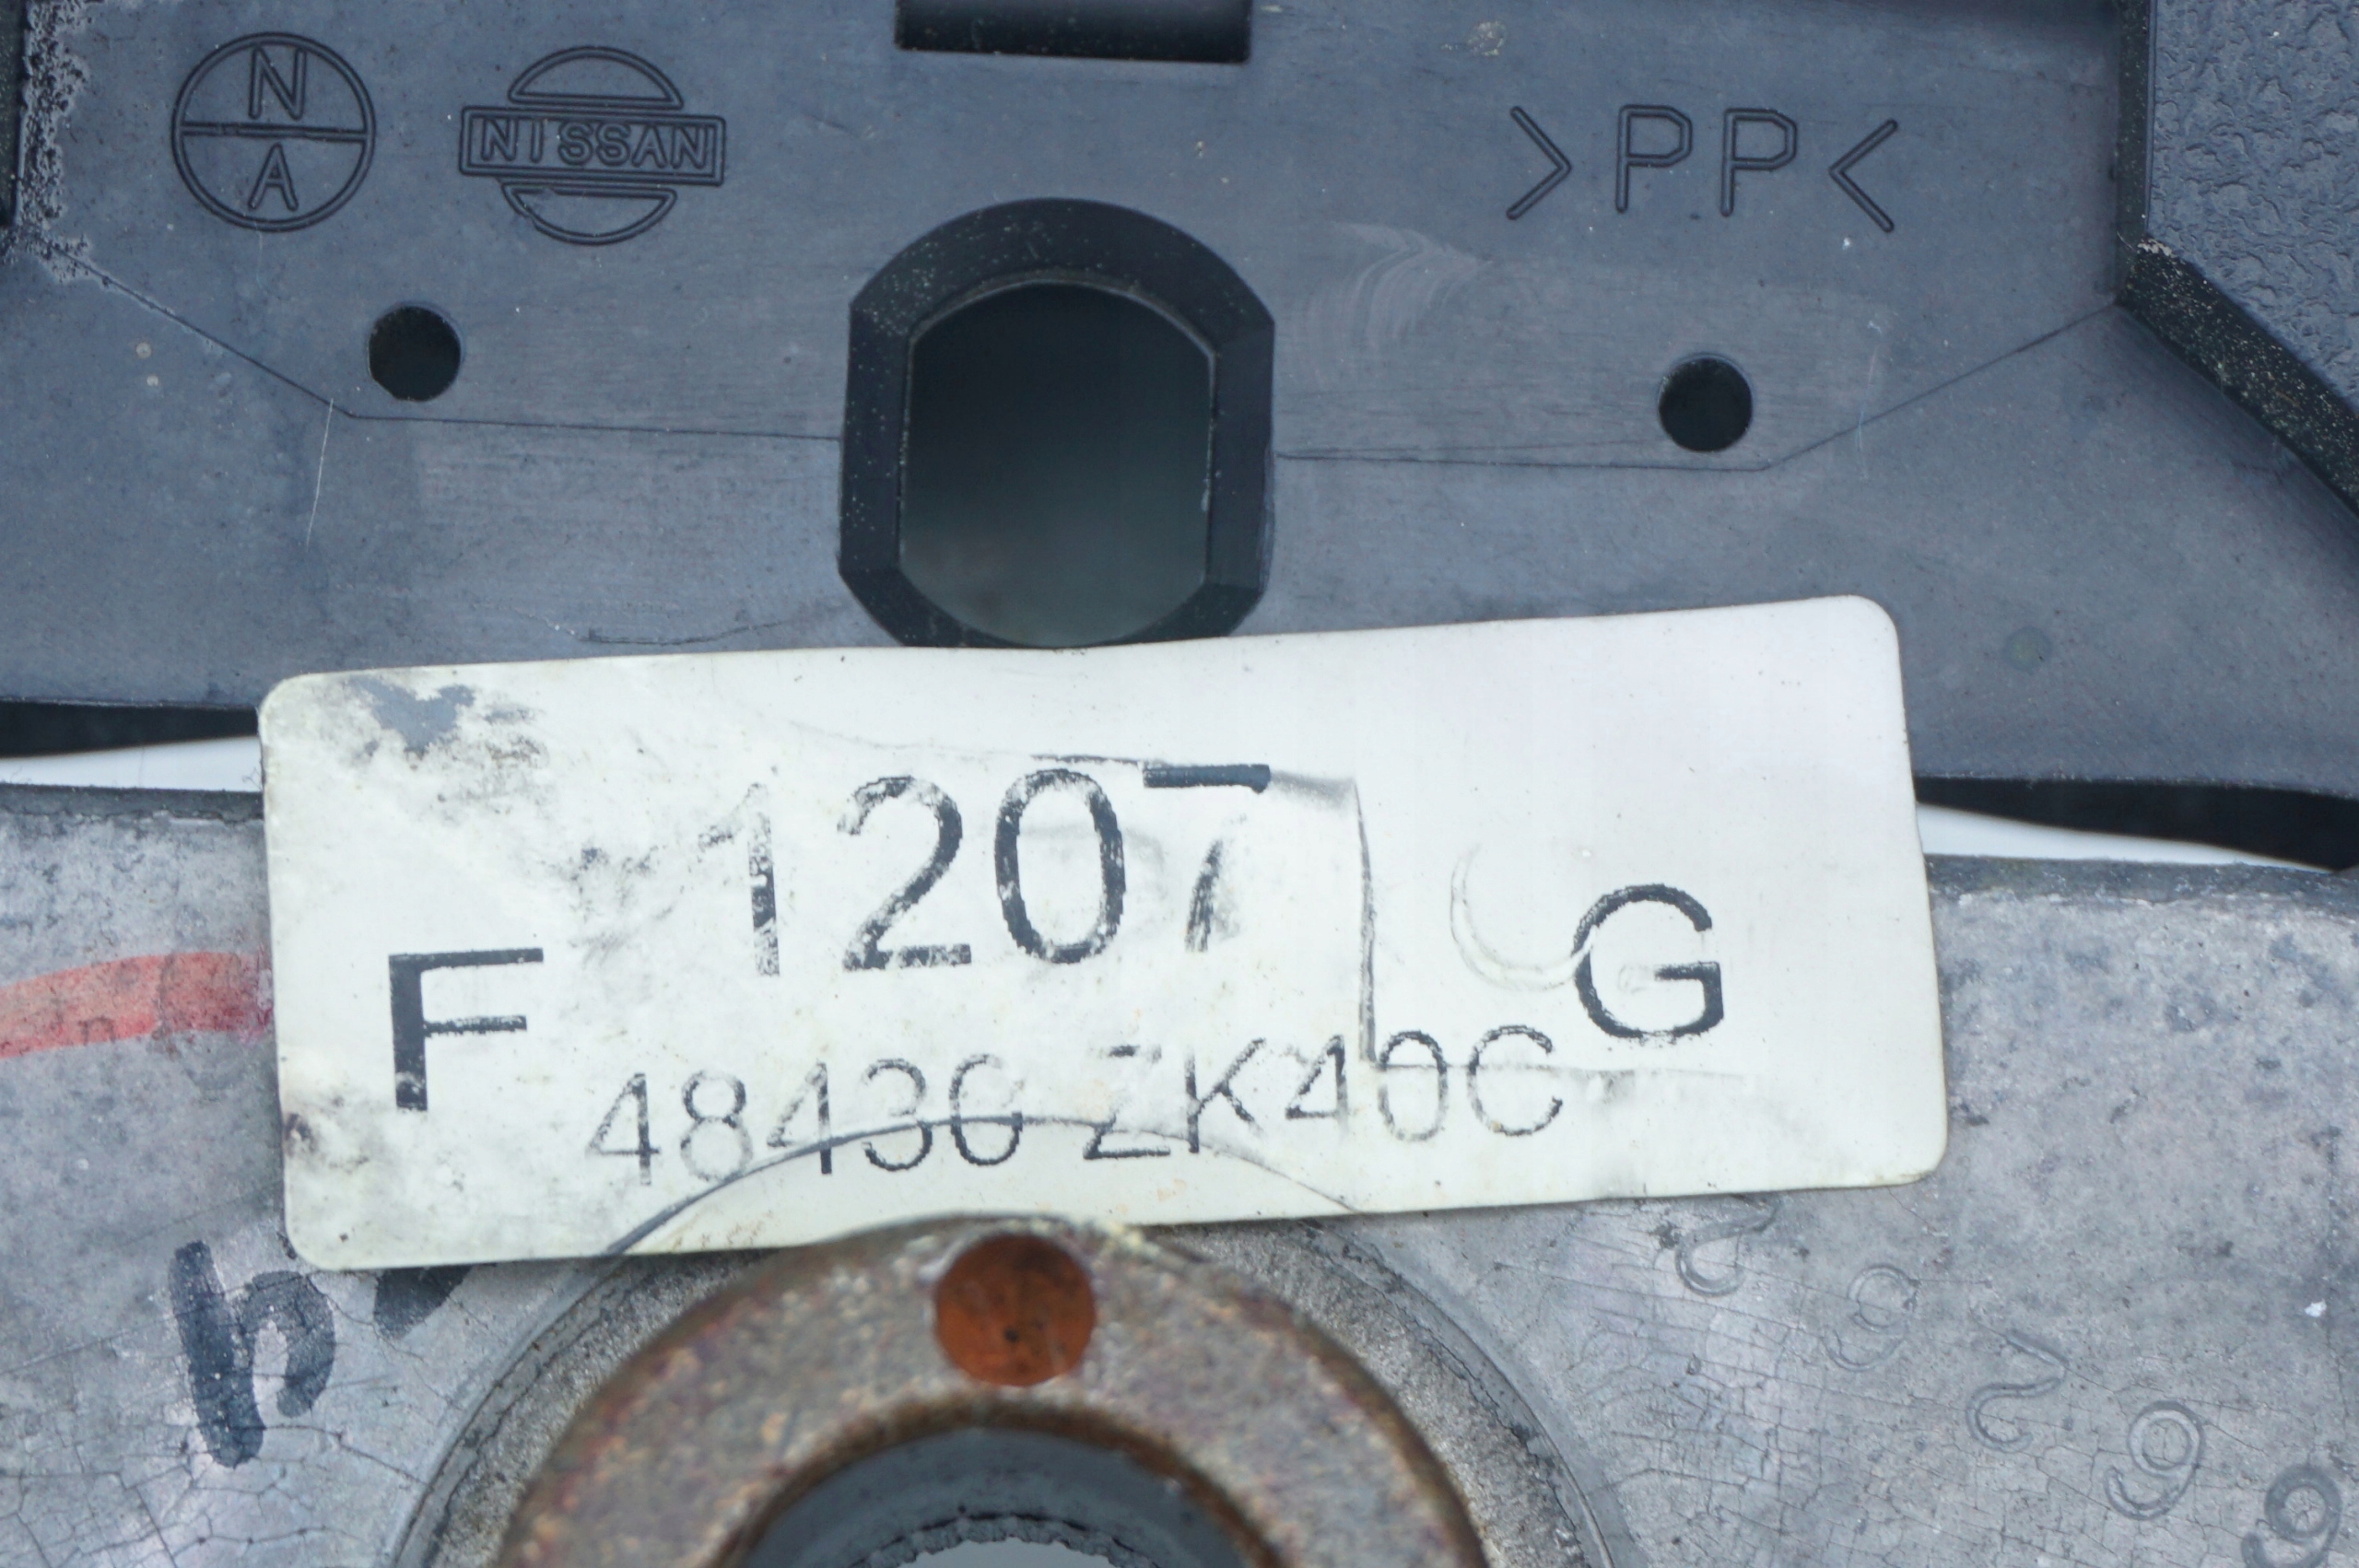 N
A
NISSAN
>PP<
1207
F
G
48430 ZK40C